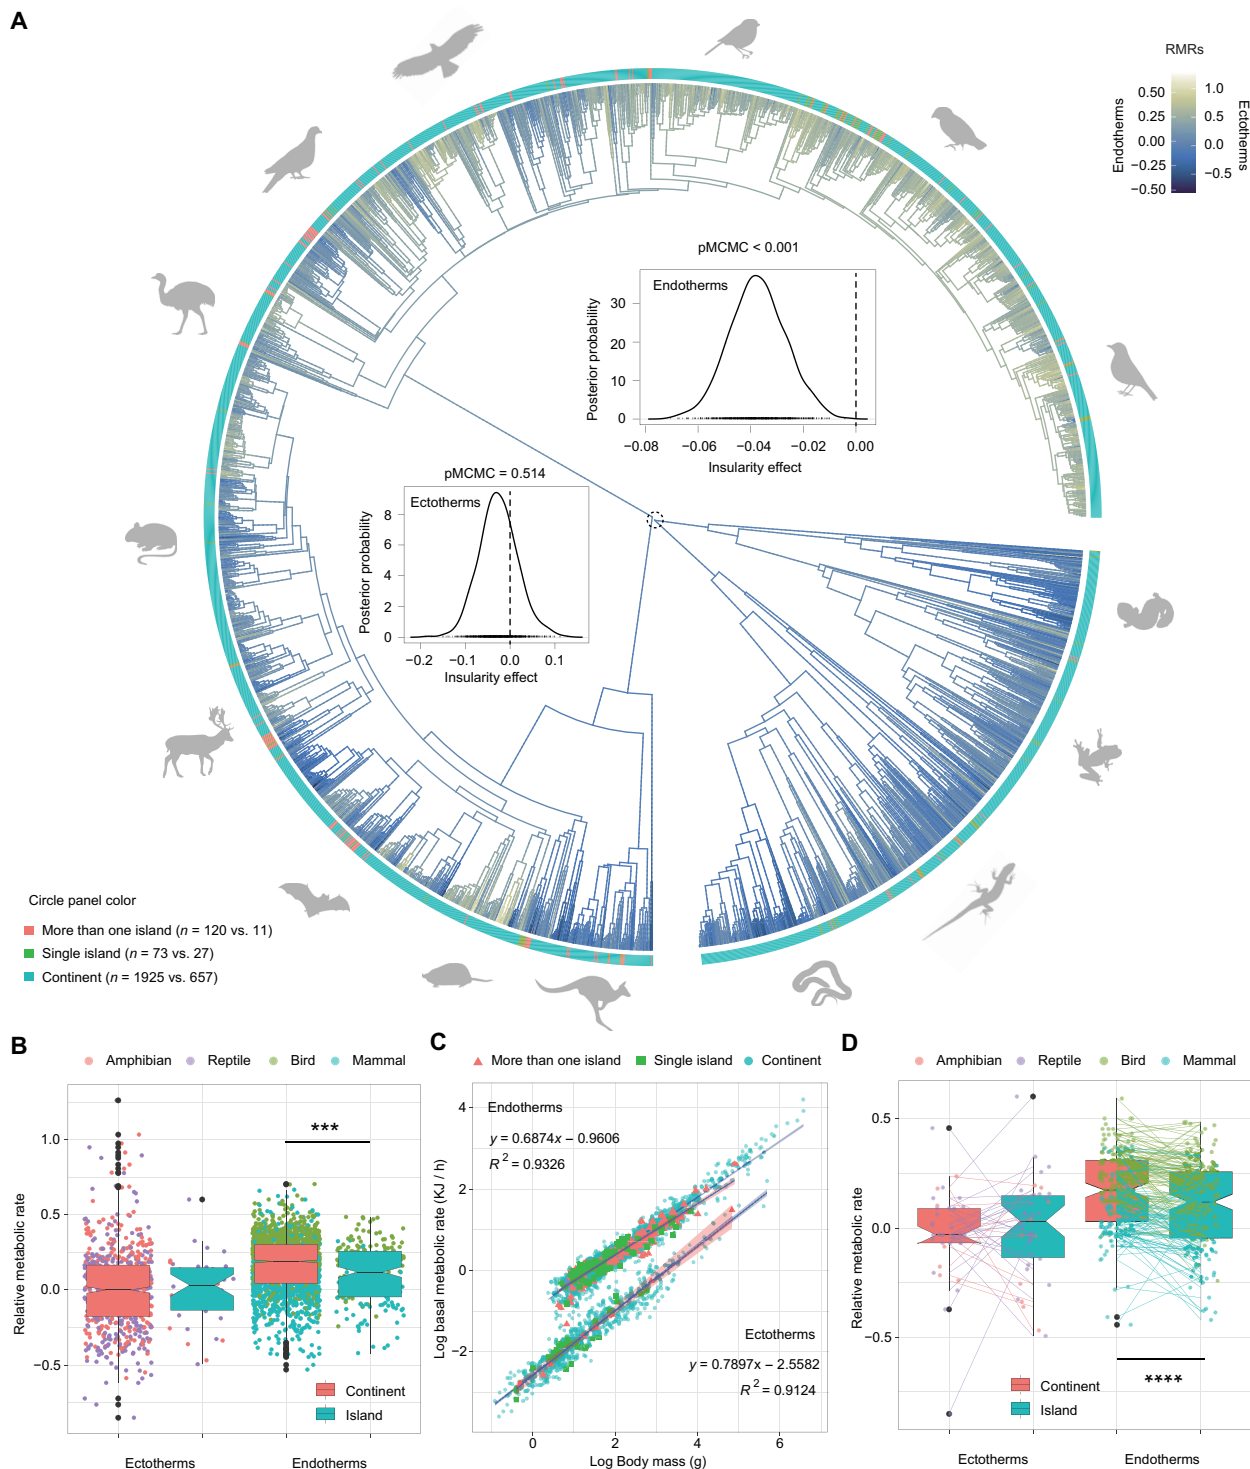 A
RMRs
Endotherms
0.50
0.25
0.00
−0.25
−0.50
1.0
0.5
0.0
−0.5
Ectotherms
pMCMC < 0.001
Endotherms
Posterior probability
30
20
10
0
−0.08
−0.06
−0.04
−0.02
0.00
Insularity effect
pMCMC = 0.514
Ectotherms
Posterior probability
8
6
4
2
0
−0.2
−0.1
0.0
0.1
Insularity effect
Circle panel color
More than one island (n = 120 vs. 11)
Single island (n = 73 vs. 27)
Continent (n = 1925 vs. 657)
B
Amphibian
Reptile
Bird
Mammal
Relative metabolic rate
1.0
0.5
0.0
−0.5
***
Continent
Island
Ectotherms
Endotherms
C
More than one island
Single island
Continent
Log basal metabolic rate (KJ / h)
4
2
0
−2
Endotherms
y = 0.6874x − 0.9606
R 2 = 0.9326
Ectotherms
y = 0.7897x − 2.5582
R 2 = 0.9124
0
2
4
6
Log Body mass (g)
D
Amphibian
Reptile
Bird
Mammal
Relative metabolic rate
0.5
0.0
−0.5
****
Continent
Island
Ectotherms
Endotherms